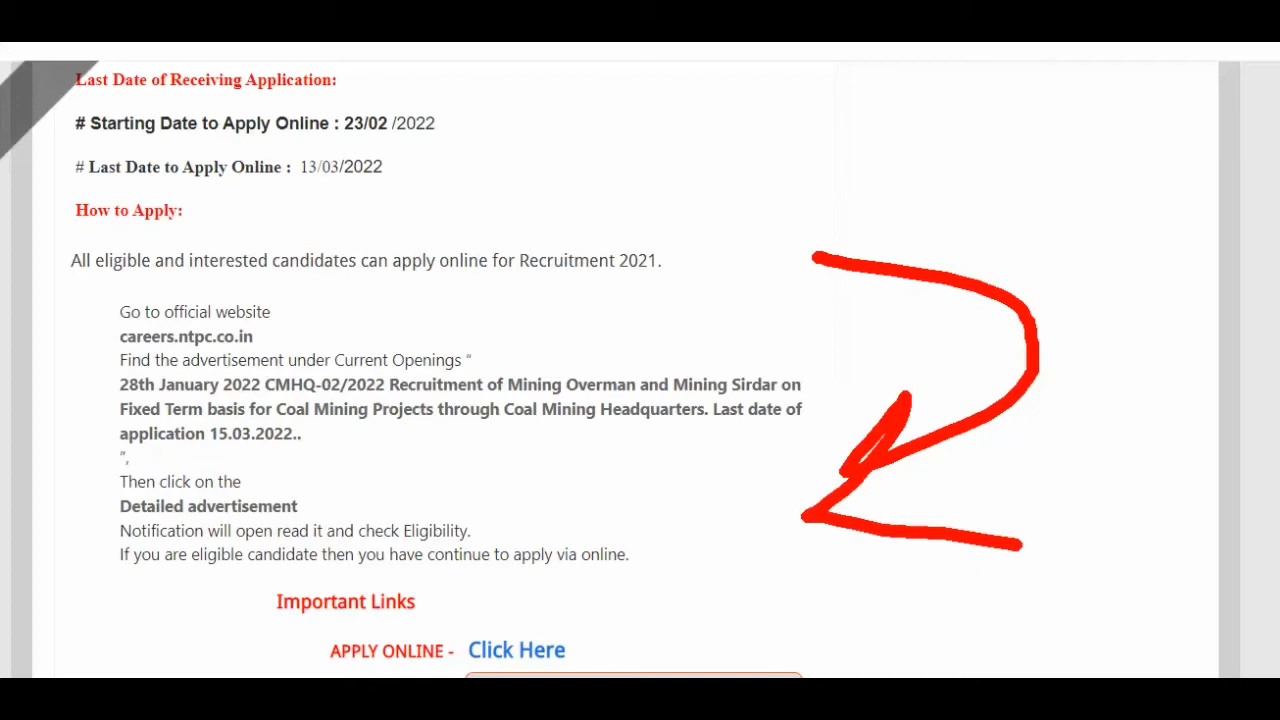 Last Date of Receiving Application:
# Starting Date to Apply Online : 23/02 /2022
# Last Date to Apply Online :  13/03/2022
How to Apply:
All eligible and interested candidates can apply online for Recruitment 2021.
Go to official website
careers.ntpc.co.in
Find the advertisement under Current Openings “
28th January 2022 CMHQ-02/2022 Recruitment of Mining Overman and Mining Sirdar on
Fixed Term basis for Coal Mining Projects through Coal Mining Headquarters. Last date of
application 15.03.2022..
“,
Then click on the
Detailed advertisement
Notification will open read it and check Eligibility.
If you are eligible candidate then you have continue to apply via online.
Important Links
APPLY ONLINE - Click Here